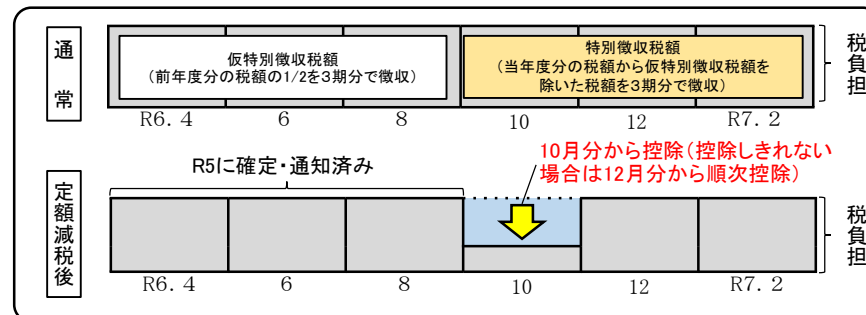 通常
仮特別徴収税額
(前年度分の税額の1/2を3期分で徴収)
特別徴収税額
(当年度分の税額から仮特別徴収税額を
除いた税額を3期分で徴収)
税負担
R6. 4
6
8
10
12
R7. 2
R5に確定・通知済み
10月分から控除(控除しきれない
場合は12月分から順次控除)
定額減税後
税負担
R6. 4
6
8
10
12
R7. 2